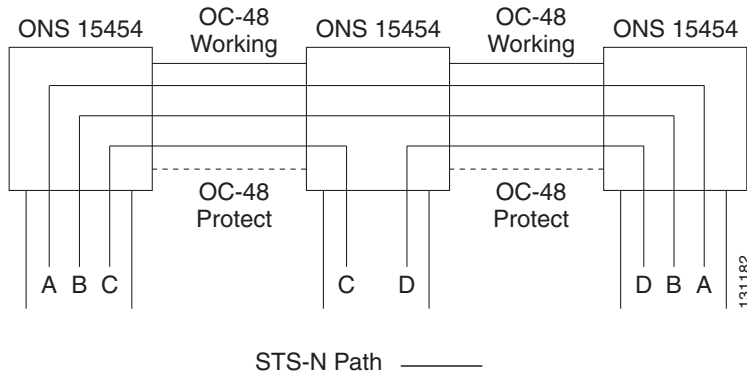 ONS 15454
OC-48
Working
ONS 15454
OC-48
Working
ONS 15454
OC-48
Protect
OC-48
Protect
A B C
C D
D B A
131182
STS-N Path